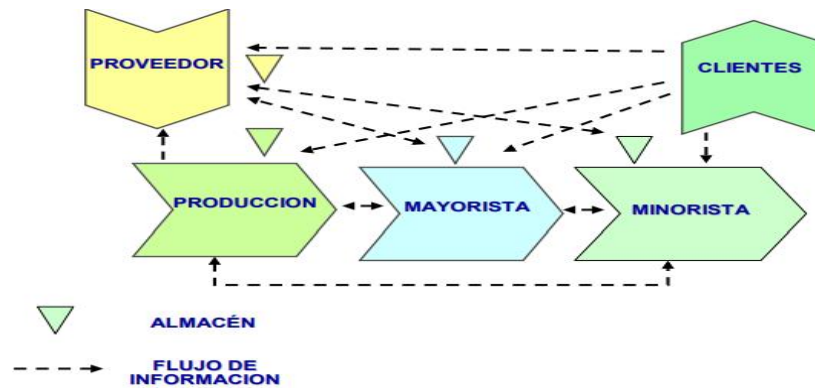 PROVEEDOR
CLIENTES
PRODUCCION
MAYORISTA
MINORISTA
ALMACÉN
FLUJO DE
INFORMACION